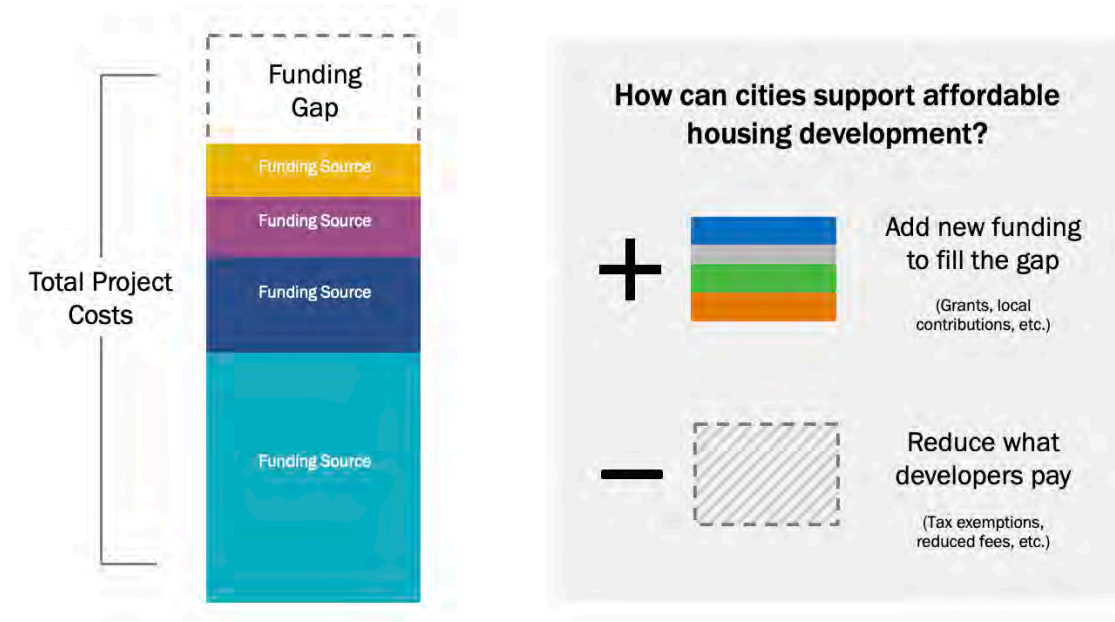 Funding
Gap
Funding Source
Funding Source
Funding Source
Funding Source
Total Project
Costs
How can cities support affordable
housing development?
Add new funding
to fill the gap
(Grants, local
contributions, etc.)
Reduce what
developers pay
(Tax exemptions,
reduced fees, etc.)